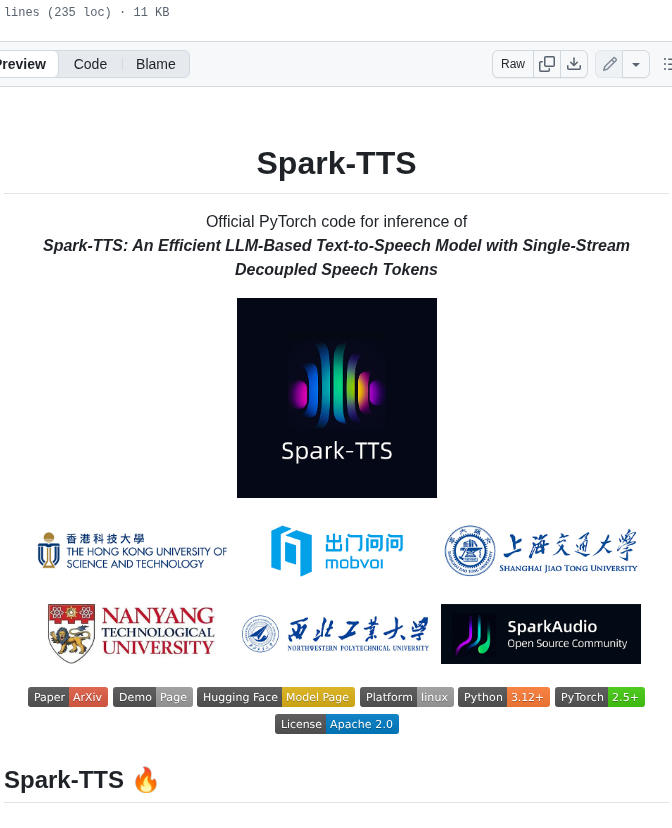 lines (235 loc) · 11 KB
Preview Code Blame Raw
Spark-TTS
Official PyTorch code for inference of
Spark-TTS: An Efficient LLM-Based Text-to-Speech Model with Single-Stream
Decoupled Speech Tokens
Spark-TTS
香港科技大學
THE HONG KONG UNIVERSITY OF
SCIENCE AND TECHNOLOGY
出门问问
mobvoi
上海交通大学
SHANGHAI JIAO TONG UNIVERSITY
NANYANG
TECHNOLOGICAL
UNIVERSITY
西北工业大学
NORTHWESTERN POLYTECHNICAL UNIVERSITY
SparkAudio
Open Source Community
Paper ArXiv Demo Page Hugging Face Model Page Platform linux Python 3.12+ PyTorch 2.5+
License Apache 2.0
Spark-TTS 🔥